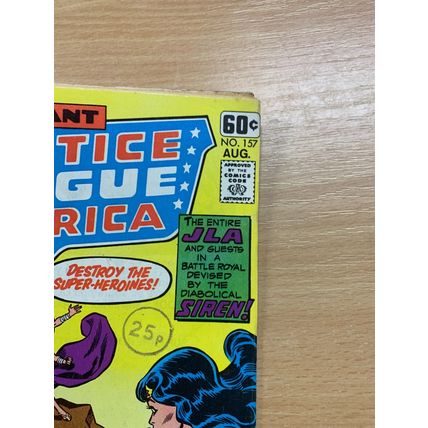 ANT
60¢
NO. 157
AUG.
APPROVED
BY THE
COMICS
CODE
AUTHORITY
TICE
GUE
RICA
THE ENTIRE
JLA
AND GUESTS
IN A
BATTLE ROYAL
DEVISED
BY THE
DIABOLICAL
SIREN!
DESTROY THE
SUPER-HEROINES!
25p